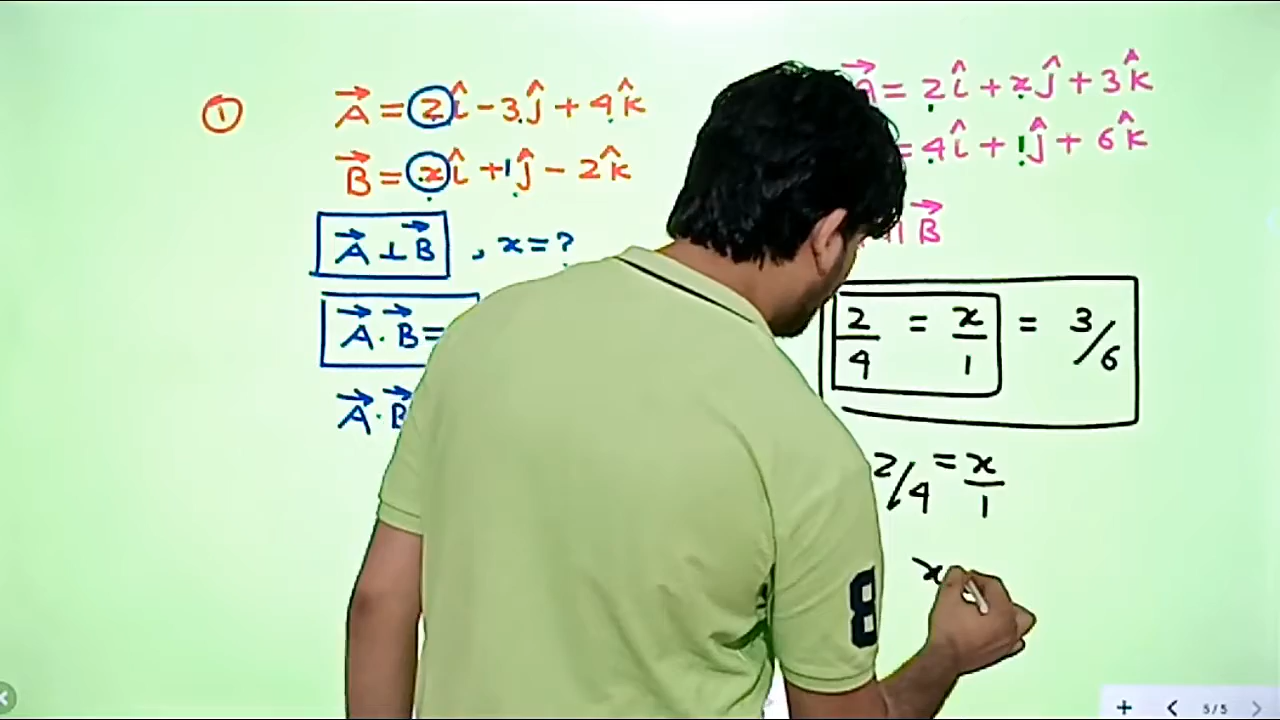 ①
A⃗ = 2î - 3ĵ + 4k̂
B⃗ = xî + 1ĵ - 2k̂
A⃗ ⊥ B⃗ , x = ?
A⃗ · B⃗ =
A⃗ · B⃗
A⃗ = 2î + xĵ + 3k̂
= 4î + 1ĵ + 6k̂
|| B⃗
2/4 = x/1 = 3/6
2/4 = x/1
x
8
+ < 5/5 >